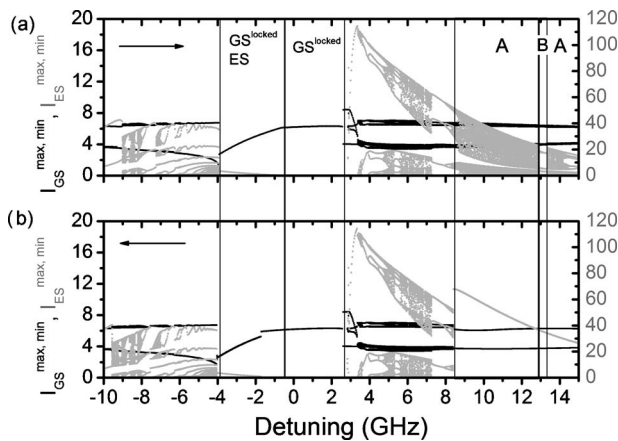 (a)
20
16
12
8
4
0
I_GS^max, min, I_ES^max, min
GS^locked
ES
GS^locked
A
B
A
120
100
80
60
40
20
0
(b)
20
16
12
8
4
0
I_GS^max, min, I_ES^max, min
120
100
80
60
40
20
0
-10 -8 -6 -4 -2 0 2 4 6 8 10 12 14
Detuning (GHz)